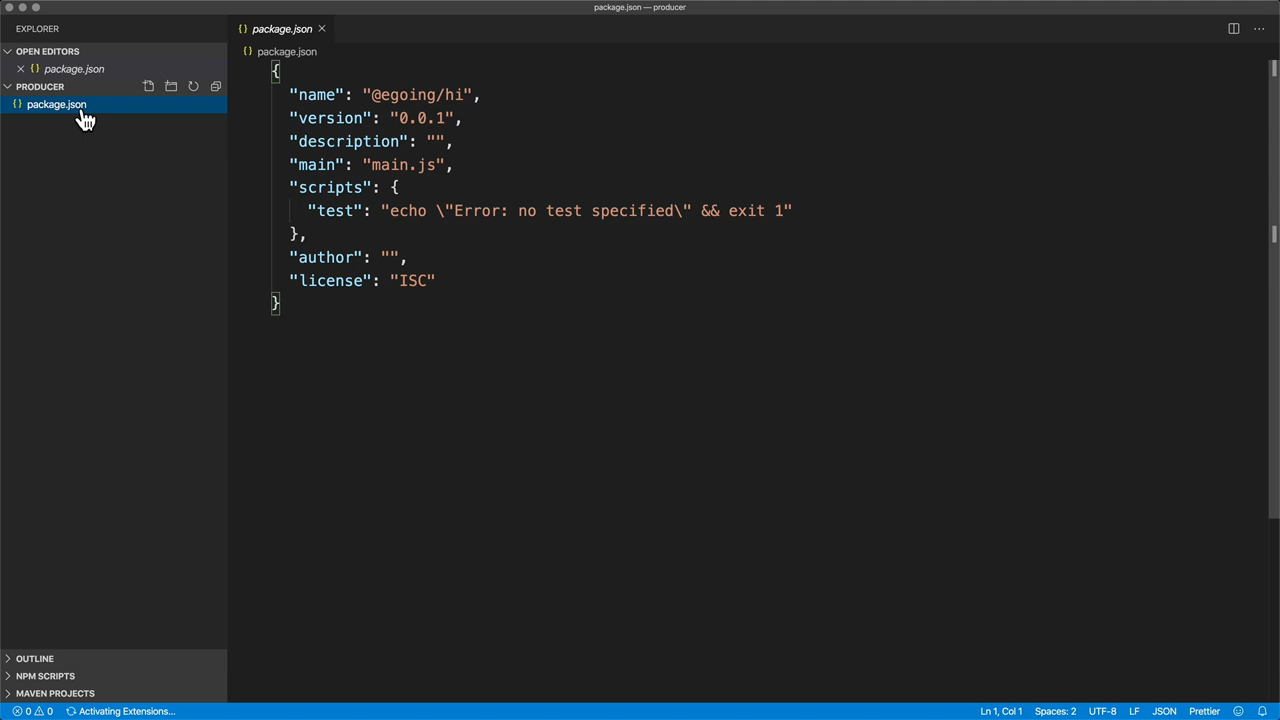 package.json — producer
EXPLORER
OPEN EDITORS
package.json
PRODUCER
package.json
{} package.json
{} package.json
{
"name": "@egoing/hi",
"version": "0.0.1",
"description": "",
"main": "main.js",
"scripts": {
"test": "echo \"Error: no test specified\" && exit 1"
},
"author": "",
"license": "ISC"
}
OUTLINE
NPM SCRIPTS
MAVEN PROJECTS
0 0 Activating Extensions...
Ln 1, Col 1 Spaces: 2 UTF-8 LF JSON Prettier